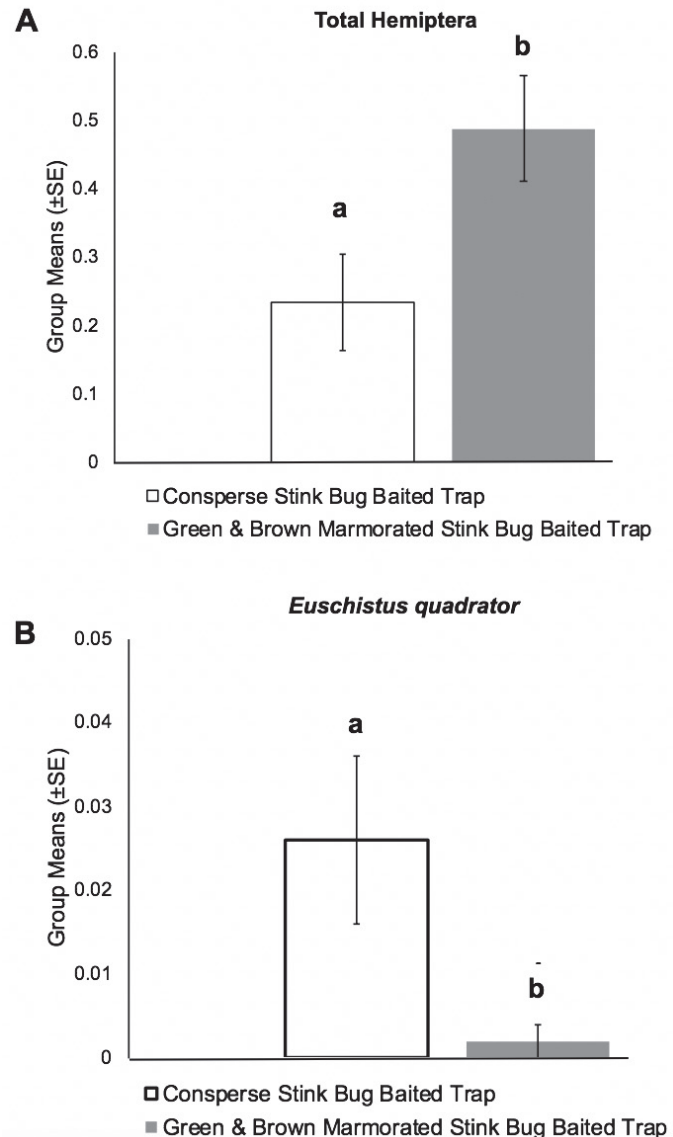 A
Total Hemiptera
b
0.6
0.5
0.4
a
0.3
0.2
0.1
0
Group Means (±SE)
Consperse Stink Bug Baited Trap
Green & Brown Marmorated Stink Bug Baited Trap
Euschistus quadrator
B
0.05
0.04
a
0.03
0.02
0.01
b
0
Group Means (±SE)
Consperse Stink Bug Baited Trap
Green & Brown Marmorated Stink Bug Baited Trap